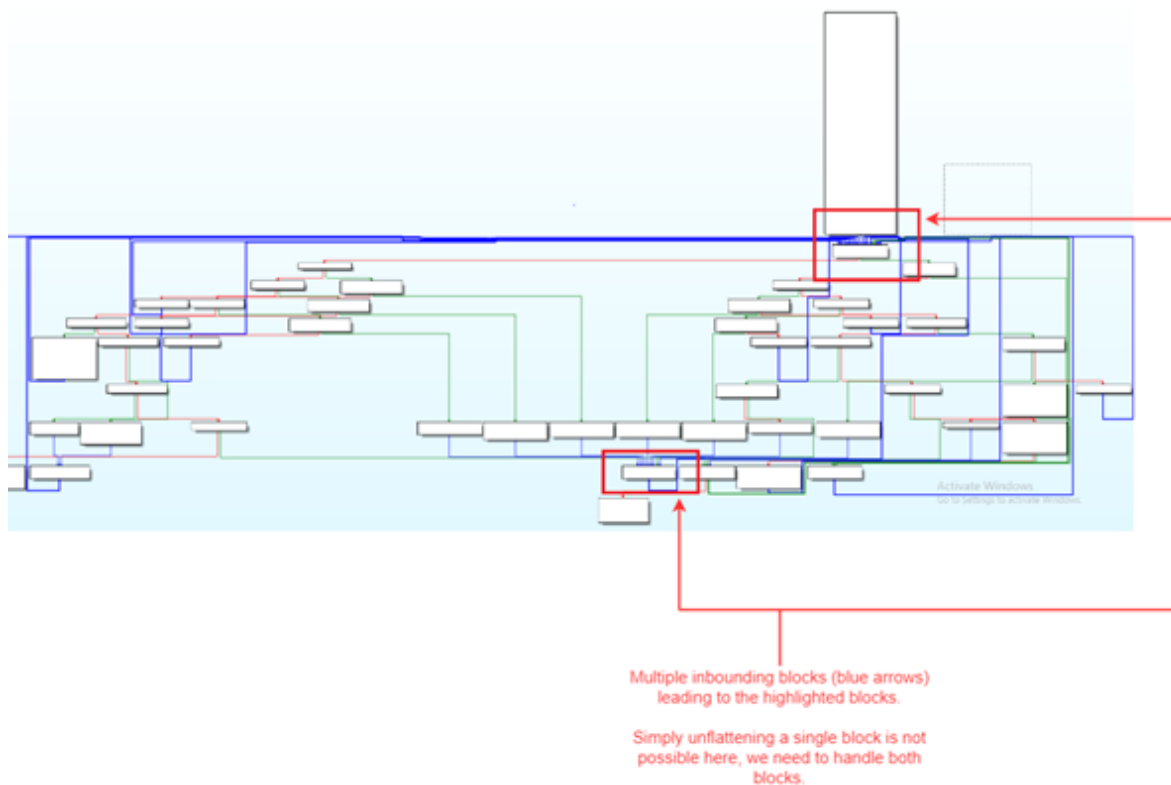 Activate Windows
Go to Settings to activate Windows.
Multiple inbounding blocks (blue arrows)
leading to the highlighted blocks.
Simply unflattening a single block is not
possible here, we need to handle both
blocks.